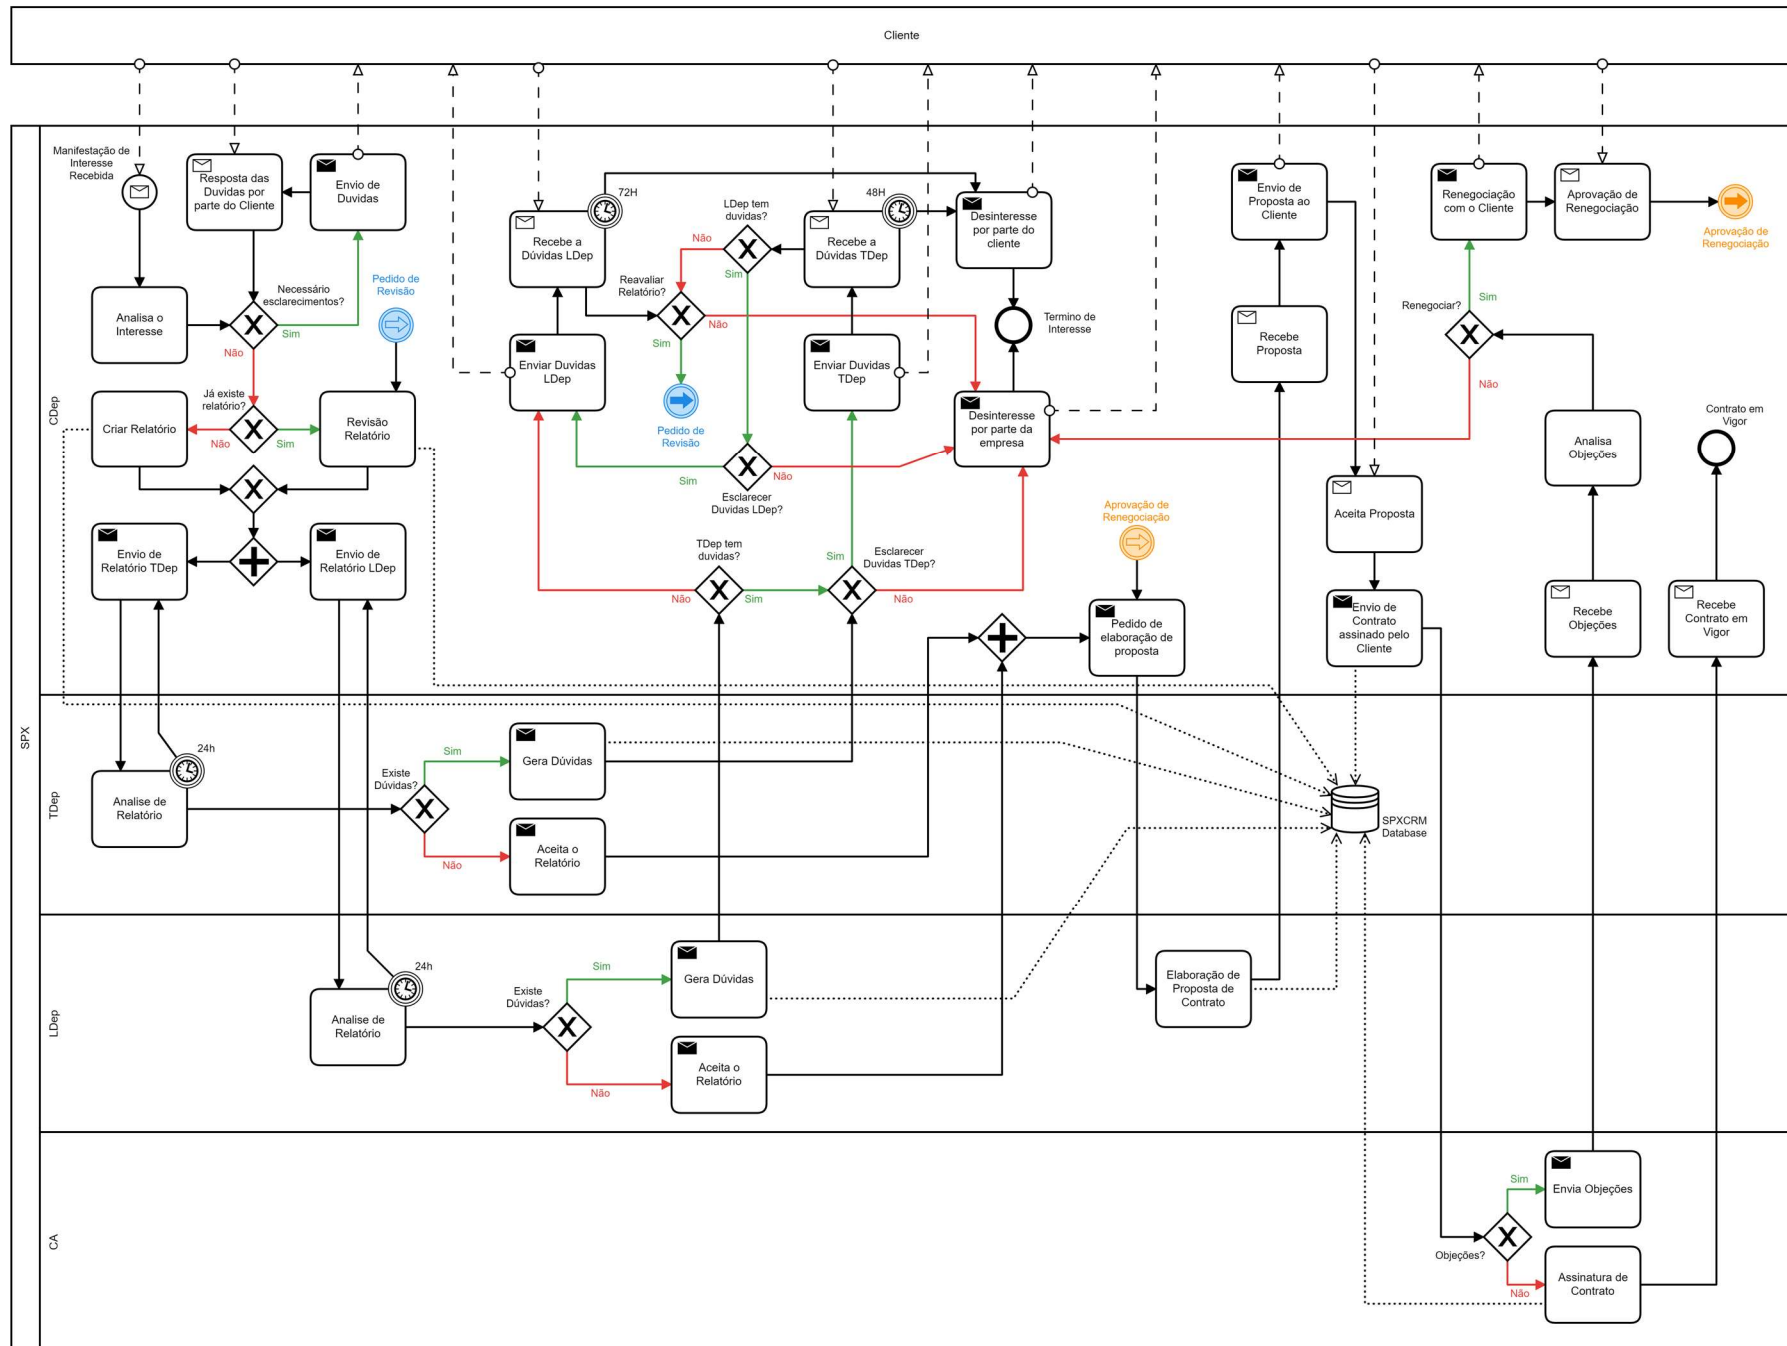 Cliente
SPX
CDep
Manifestação de
Interesse
Recebida
Resposta das
Duvidas por
parte do Cliente
Envio de
Duvidas
Analisa o
Interesse
Necessário
esclarecimentos?
Sim
Não
Pedido de
Revisão
Já existe
relatório?
Não
Sim
Criar Relatório
Revisão
Relatório
Envio de
Relatório TDep
Envio de
Relatório LDep
72H
Recebe a
Dúvidas LDep
Enviar Duvidas
LDep
LDep tem
duvidas?
Não
Sim
Reavaliar
Relatório?
Não
Sim
Pedido de
Revisão
48H
Recebe a
Dúvidas TDep
Enviar Duvidas
TDep
Desinteresse
por parte do
cliente
Termino de
Interesse
Desinteresse
por parte da
empresa
Sim
Não
Esclarecer
Duvidas LDep?
TDep tem
duvidas?
Não
Sim
Esclarecer
Duvidas TDep?
Sim
Não
Aprovação de
Renegociação
Pedido de
elaboração de
proposta
Envio de
Proposta ao
Cliente
Recebe
Proposta
Aceita Proposta
Envio de
Contrato
assinado pelo
Cliente
Renegociação
com o Cliente
Aprovação de
Renegociação
Aprovação de
Renegociação
Renegociar?
Sim
Não
Analisa
Objeções
Recebe
Objeções
Contrato em
Vigor
Recebe
Contrato em
Vigor
TDep
24h
Analise de
Relatório
Existe
Dúvidas?
Sim
Não
Gera Dúvidas
Aceita o
Relatório
SPXCRM
Database
LDep
24h
Analise de
Relatório
Existe
Dúvidas?
Sim
Não
Gera Dúvidas
Aceita o
Relatório
Elaboração de
Proposta de
Contrato
CA
Objeções?
Sim
Não
Envia Objeções
Assinatura de
Contrato